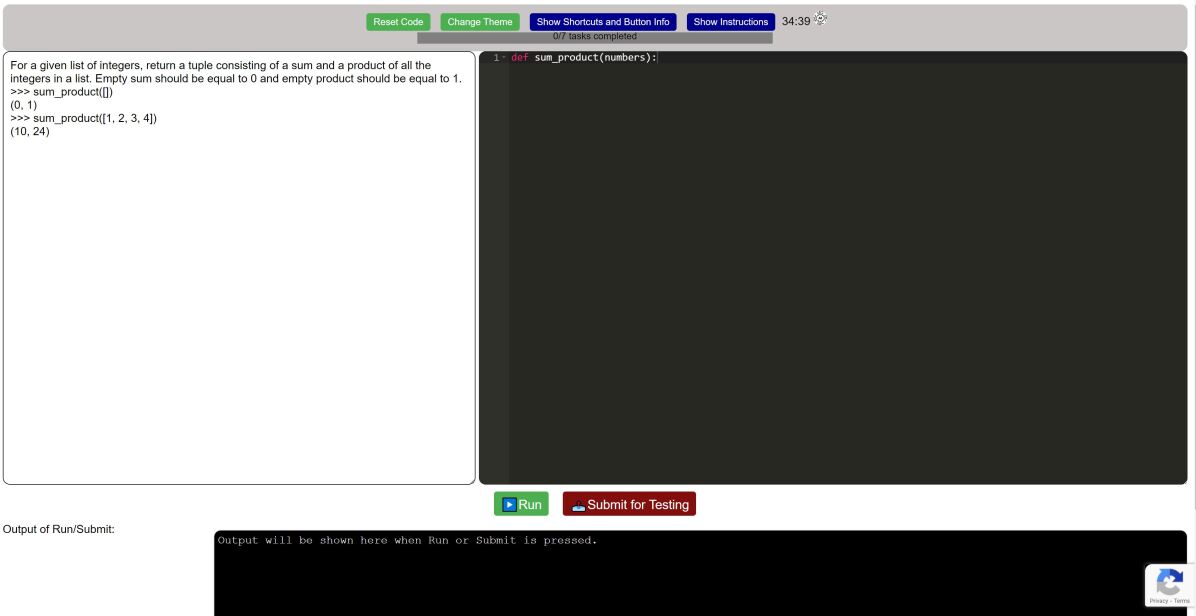 Reset Code Change Theme Show Shortcuts and Button Info Show Instructions 34:39
0/7 tasks completed
For a given list of integers, return a tuple consisting of a sum and a product of all the
integers in a list. Empty sum should be equal to 0 and empty product should be equal to 1.
>>> sum_product([])
(0, 1)
>>> sum_product([1, 2, 3, 4])
(10, 24)
1 def sum_product(numbers):
Run Submit for Testing
Output of Run/Submit:
Output will be shown here when Run or Submit is pressed.
Privacy - Terms